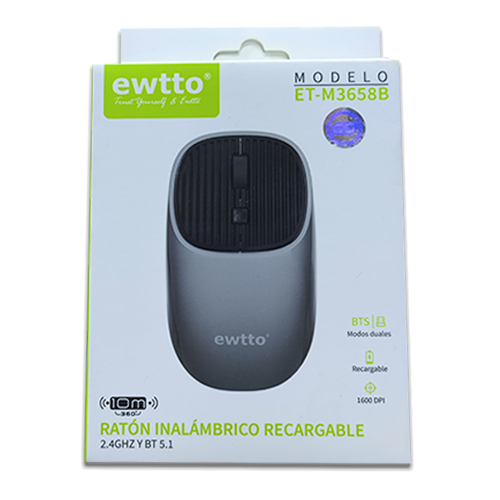 ewtto®
Trust Yourself & Ewtto
MODELO
ET-M3658B
ewtto®
BTS
Modos duales
Recargable
1600 DPI
10m
360°
RATÓN INALÁMBRICO RECARGABLE
2.4GHZ Y BT 5.1